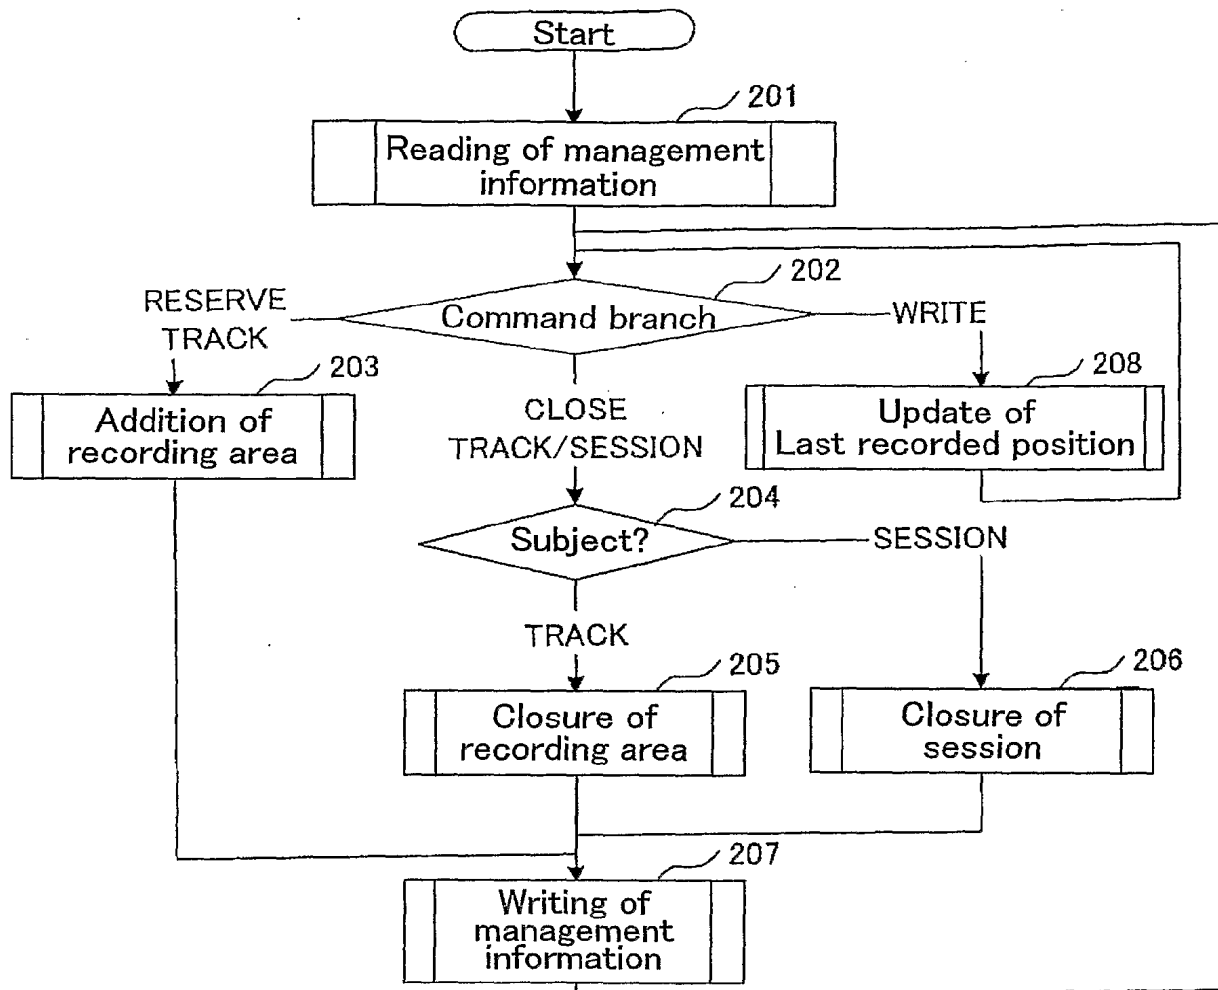 Start
201
Reading of management
information
202
Command branch
RESERVE
TRACK
WRITE
203
Addition of
recording area
CLOSE
TRACK/SESSION
208
Update of
Last recorded position
204
Subject?
SESSION
TRACK
205
Closure of
recording area
206
Closure of
session
207
Writing of
management
information